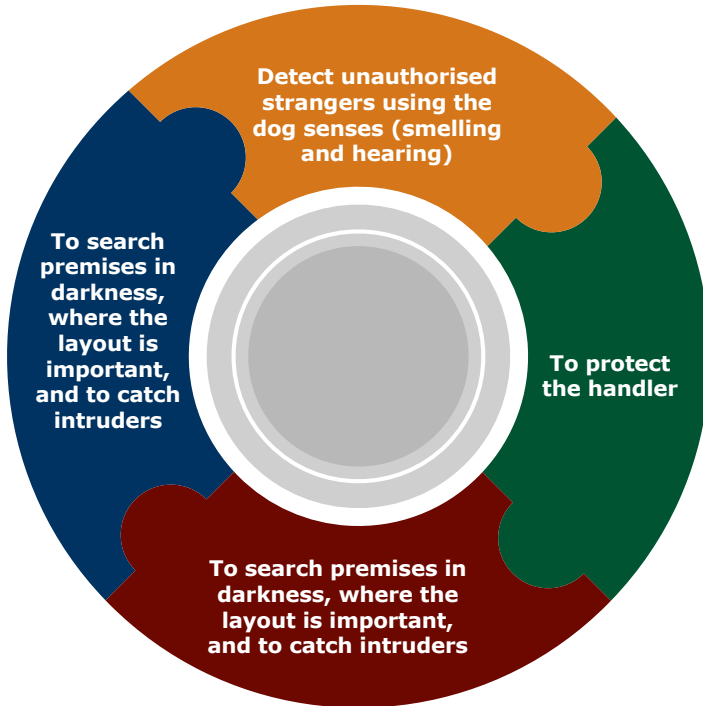 Detect unauthorised
strangers using the
dog senses (smelling
and hearing)
To protect
the handler
To search premises in
darkness, where the
layout is important,
and to catch intruders
To search
premises in
darkness,
where the
layout is
important,
and to catch
intruders